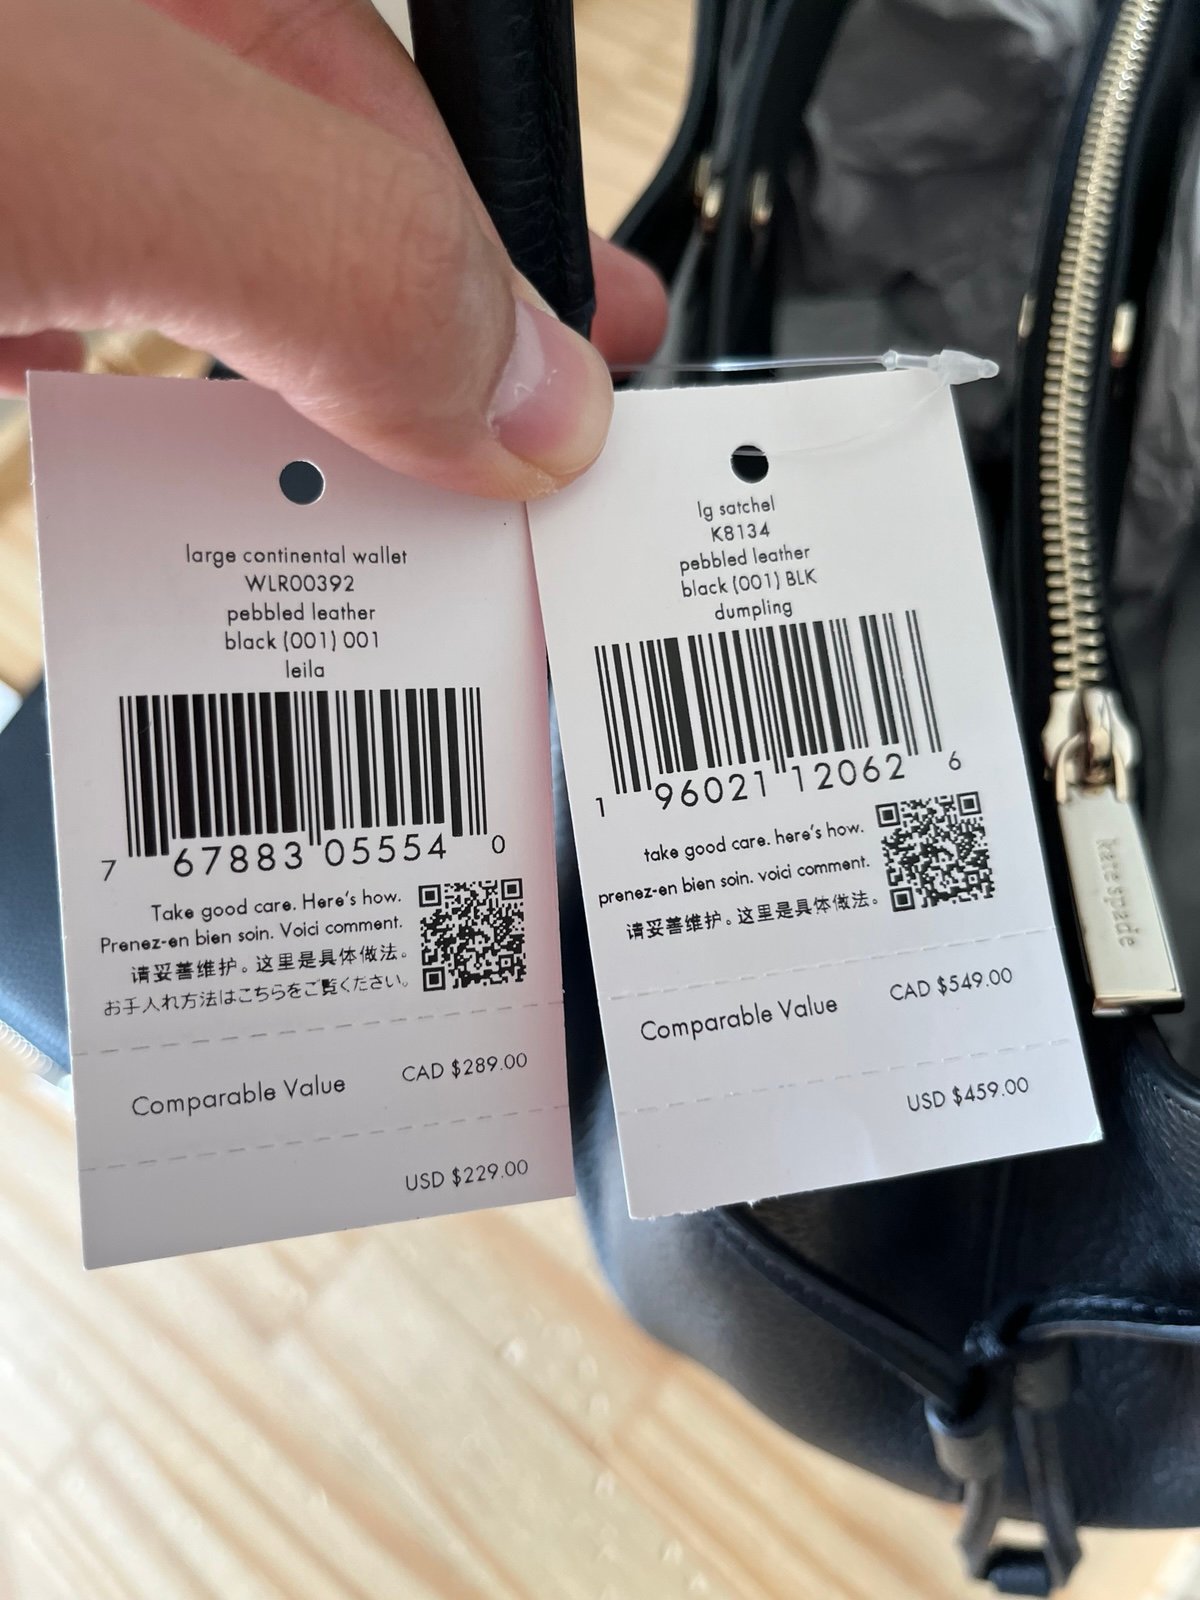 large continental wallet
WLR00392
pebbled leather
black (001) 001
leila
7 67883 05554 0
Take good care. Here's how.
Prenez-en bien soin. Voici comment.
请妥善维护。这里是具体做法。
お手入れ方法はこちらをご覧ください。
Comparable Value CAD $289.00
USD $229.00
lg satchel
K8134
pebbled leather
black (001) BLK
dumpling
1 96021 12062 6
take good care. here's how.
prenez-en bien soin. voici comment.
请妥善维护。这里是具体做法。
Comparable Value CAD $549.00
USD $459.00
kate spade